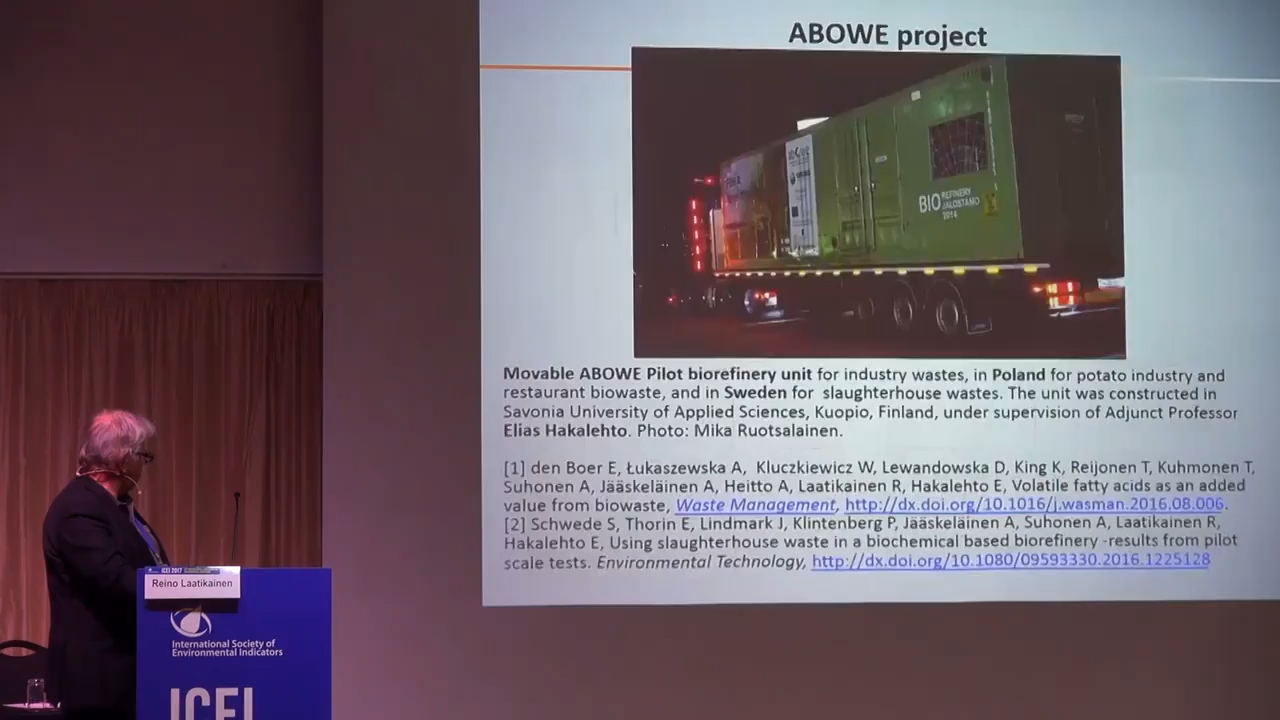 ABOWE project
BIO REFINERY
JALOSTAMO
2014
Movable ABOWE Pilot biorefinery unit for industry wastes, in Poland for potato industry and
restaurant biowaste, and in Sweden for slaughterhouse wastes. The unit was constructed in
Savonia University of Applied Sciences, Kuopio, Finland, under supervision of Adjunct Professor
Elias Hakalehto. Photo: Mika Ruotsalainen.
[1] den Boer E, Łukaszewska A, Kluczkiewicz W, Lewandowska D, King K, Reijonen T, Kuhmonen T,
Suhonen A, Jääskeläinen A, Heitto A, Laatikainen R, Hakalehto E, Volatile fatty acids as an added
value from biowaste, Waste Management, http://dx.doi.org/10.1016/j.wasman.2016.08.006.
[2] Schwede S, Thorin E, Lindmark J, Klintenberg P, Jääskeläinen A, Suhonen A, Laatikainen R,
Hakalehto E, Using slaughterhouse waste in a biochemical based biorefinery -results from pilot
scale tests. Environmental Technology, http://dx.doi.org/10.1080/09593330.2016.1225128
ICEI 2017
Reino Laatikainen
International Society of
Environmental Indicators
ICEI